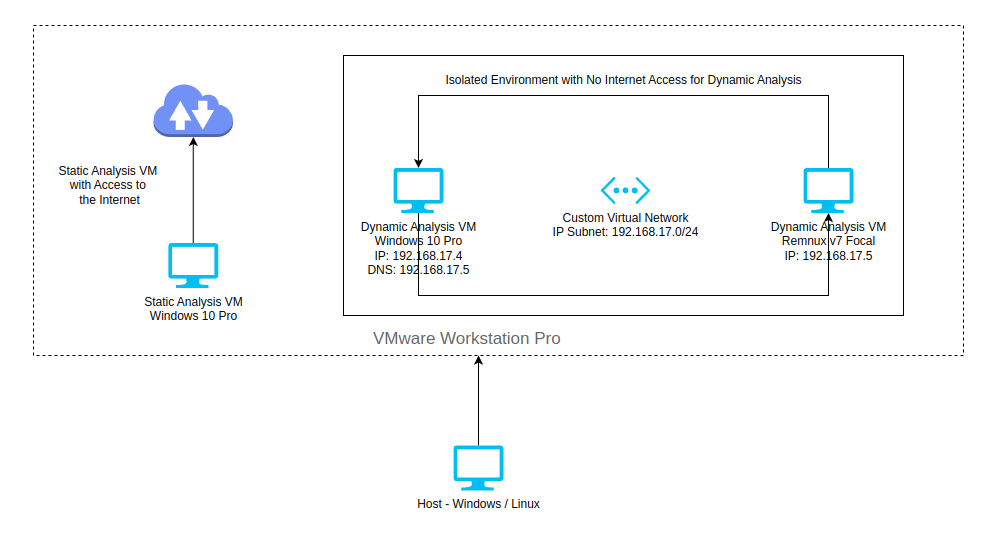 Isolated Environment with No Internet Access for Dynamic Analysis
Static Analysis VM
with Access to
the Internet
Static Analysis VM
Windows 10 Pro
Dynamic Analysis VM
Windows 10 Pro
IP: 192.168.17.4
DNS: 192.168.17.5
Custom Virtual Network
IP Subnet: 192.168.17.0/24
Dynamic Analysis VM
Remnux v7 Focal
IP: 192.168.17.5
VMware Workstation Pro
Host - Windows / Linux